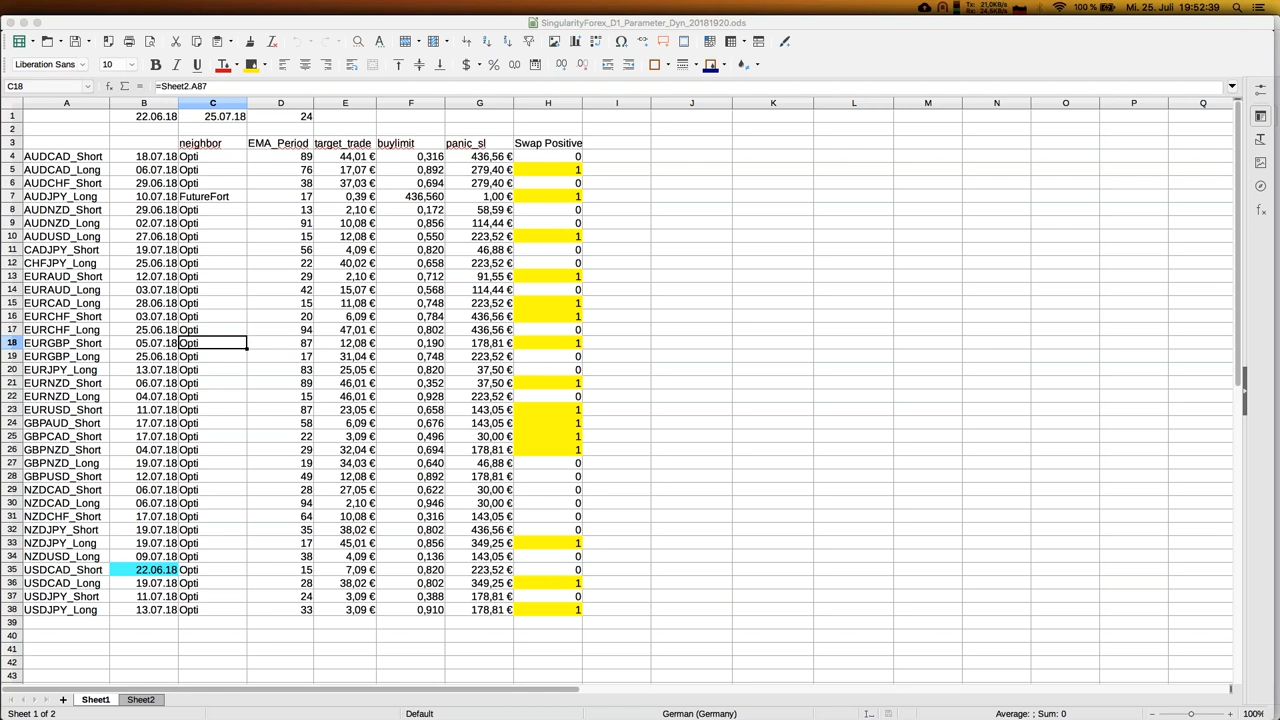 Tx: 21,0KB/s
Rx: 24,5KB/s
100 %
Mi. 25. Juli 19:52:39
SingularityForex_D1_Parameter_Dyn_20181920.ods
Liberation Sans 10
C18 =Sheet2.A87
A B C D E F G H I J K L M N O P Q
1 22.06.18 25.07.18 24
2
3 neighbor EMA_Period target_trade buylimit panic_sl Swap Positive
4 AUDCAD_Short 18.07.18 Opti 89 44,01 € 0,316 436,56 € 0
5 AUDCAD_Long 06.07.18 Opti 76 17,07 € 0,892 279,40 € 1
6 AUDCHF_Short 29.06.18 Opti 38 37,03 € 0,694 279,40 € 0
7 AUDJPY_Long 10.07.18 FutureFort 17 0,39 € 436,560 1,00 € 1
8 AUDNZD_Short 29.06.18 Opti 13 2,10 € 0,172 58,59 € 0
9 AUDNZD_Long 02.07.18 Opti 91 10,08 € 0,856 114,44 € 0
10 AUDUSD_Long 27.06.18 Opti 15 12,08 € 0,550 223,52 € 1
11 CADJPY_Short 19.07.18 Opti 56 4,09 € 0,820 46,88 € 0
12 CHFJPY_Long 25.06.18 Opti 22 40,02 € 0,658 223,52 € 0
13 EURAUD_Short 12.07.18 Opti 29 2,10 € 0,712 91,55 € 1
14 EURAUD_Long 03.07.18 Opti 42 15,07 € 0,568 114,44 € 0
15 EURCAD_Long 28.06.18 Opti 15 11,08 € 0,748 223,52 € 1
16 EURCHF_Short 03.07.18 Opti 20 6,09 € 0,784 436,56 € 1
17 EURCHF_Long 25.06.18 Opti 94 47,01 € 0,802 436,56 € 0
18 EURGBP_Short 05.07.18 Opti 87 12,08 € 0,190 178,81 € 1
19 EURGBP_Long 25.06.18 Opti 17 31,04 € 0,748 223,52 € 0
20 EURJPY_Long 13.07.18 Opti 83 25,05 € 0,820 37,50 € 0
21 EURNZD_Short 06.07.18 Opti 89 46,01 € 0,352 37,50 € 1
22 EURNZD_Long 04.07.18 Opti 15 46,01 € 0,928 223,52 € 0
23 EURUSD_Short 11.07.18 Opti 87 23,05 € 0,658 143,05 € 1
24 GBPAUD_Short 17.07.18 Opti 58 6,09 € 0,676 143,05 € 1
25 GBPCAD_Short 17.07.18 Opti 22 3,09 € 0,496 30,00 € 1
26 GBPNZD_Short 04.07.18 Opti 29 32,04 € 0,694 178,81 € 1
27 GBPNZD_Long 19.07.18 Opti 19 34,03 € 0,640 46,88 € 0
28 GBPUSD_Short 12.07.18 Opti 49 12,08 € 0,892 178,81 € 0
29 NZDCAD_Short 06.07.18 Opti 28 27,05 € 0,622 30,00 € 0
30 NZDCAD_Long 06.07.18 Opti 94 2,10 € 0,946 30,00 € 0
31 NZDCHF_Short 17.07.18 Opti 64 10,08 € 0,316 143,05 € 0
32 NZDJPY_Short 19.07.18 Opti 35 38,02 € 0,802 436,56 € 0
33 NZDJPY_Long 19.07.18 Opti 17 45,01 € 0,856 349,25 € 1
34 NZDUSD_Long 09.07.18 Opti 38 4,09 € 0,136 143,05 € 0
35 USDCAD_Short 22.06.18 Opti 15 7,09 € 0,820 223,52 € 0
36 USDCAD_Long 19.07.18 Opti 28 38,02 € 0,802 349,25 € 1
37 USDJPY_Short 11.07.18 Opti 24 3,09 € 0,388 178,81 € 0
38 USDJPY_Long 13.07.18 Opti 33 3,09 € 0,910 178,81 € 1
39
40
41
42
43
Sheet1 Sheet2
Sheet 1 of 2 Default German (Germany) Average: ; Sum: 0 100%